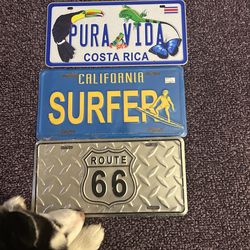 PURA VIDA
COSTA RICA
CALIFORNIA
SURFER
ROUTE
66